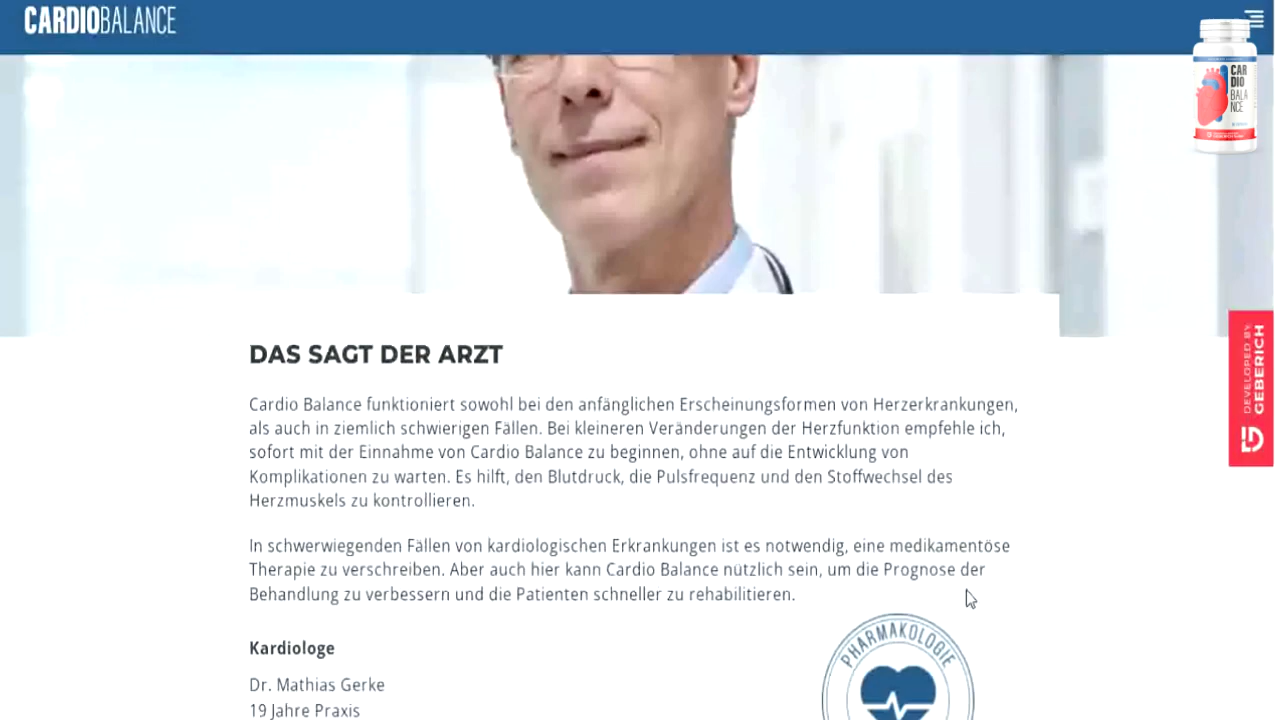 CARDIOBALANCE
CAR
DIO
BALA
NCE
DAS SAGT DER ARZT
Cardio Balance funktioniert sowohl bei den anfänglichen Erscheinungsformen von Herzerkrankungen,
als auch in ziemlich schwierigen Fällen. Bei kleineren Veränderungen der Herzfunktion empfehle ich,
sofort mit der Einnahme von Cardio Balance zu beginnen, ohne auf die Entwicklung von
Komplikationen zu warten. Es hilft, den Blutdruck, die Pulsfrequenz und den Stoffwechsel des
Herzmuskels zu kontrollieren.
In schwerwiegenden Fällen von kardiologischen Erkrankungen ist es notwendig, eine medikamentöse
Therapie zu verschreiben. Aber auch hier kann Cardio Balance nützlich sein, um die Prognose der
Behandlung zu verbessern und die Patienten schneller zu rehabilitieren.
Kardiologe
Dr. Mathias Gerke
19 Jahre Praxis
PHARMAKOLOGIE
DEVELOPED BY
GEBERICH